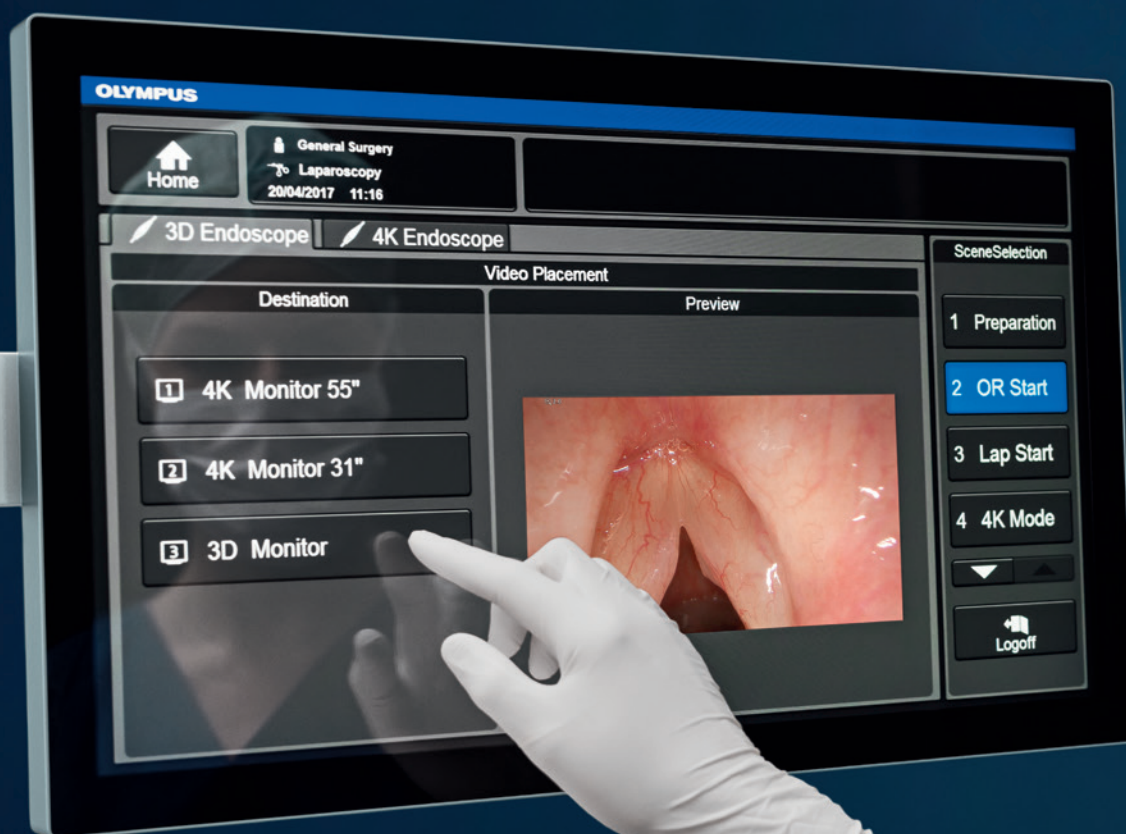 OLYMPUS
Home
General Surgery
Laparoscopy
20/04/2017 11:16
3D Endoscope
4K Endoscope
Video Placement
Destination
Preview
1 4K Monitor 55"
2 4K Monitor 31"
3 3D Monitor
SceneSelection
1 Preparation
2 OR Start
3 Lap Start
4 4K Mode
Logoff